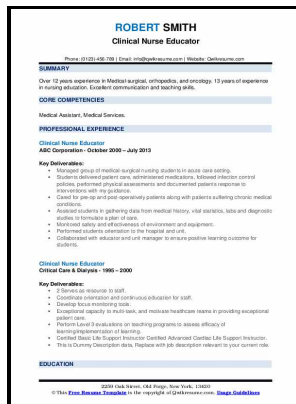 ROBERT SMITH
Clinical Nurse Educator
Phone: (0123)-456-789 | Email: info@qwikresume.com | Website: Qwikresume.com
SUMMARY
Over 12 years experience in Medical-surgical, orthopedics, and oncology. 13 years of experience
in nursing education. Excellent communication and teaching skills.
CORE COMPETENCIES
Medical Assistant, Medical Services.
PROFESSIONAL EXPERIENCE
Clinical Nurse Educator
ABC Corporation - October 2000 – July 2013
Key Deliverables:
• Managed group of medical-surgical nursing students in acute care setting.
• Students delivered patient care, administered medications, followed infection control
policies, performed physical assessments and documented patients response to
interventions with my guidance.
• Cared for pre-op and post-operatively patients along with patients suffering chronic medical
conditions.
• Assisted students in gathering data from medical history, vital statistics, labs and diagnostic
studies to formulate a plan of care.
• Monitored safety and effectiveness of environment and equipment.
• Performed students orientation to the hospital and unit.
• Collaborated with educator and unit manager to ensure positive learning outcome for
students.
Clinical Nurse Educator
Critical Care & Dialysis - 1995 – 2000
Key Deliverables:
• 2 Serves as resource to staff.
• Coordinate orientation and continuous education for staff.
• Develop focus monitoring tools.
• Exceptional capacity to multi-task, and motivate healthcare teams in providing exceptional
patient care.
• Perform Level 3 evaluations on teaching programs to assess efficacy of
learning/implementation of learning.
• Certified Basic Life Support Instructor Certified Advanced Cardiac Life Support Instructor.
• This is Dummy Description data, Replace with job description relevant to your current role.
EDUCATION
2250 Oak Street, Old Forge, New York, 13420
© This Free Resume Template is the copyright of Qwikresume.com. Usage Guidelines